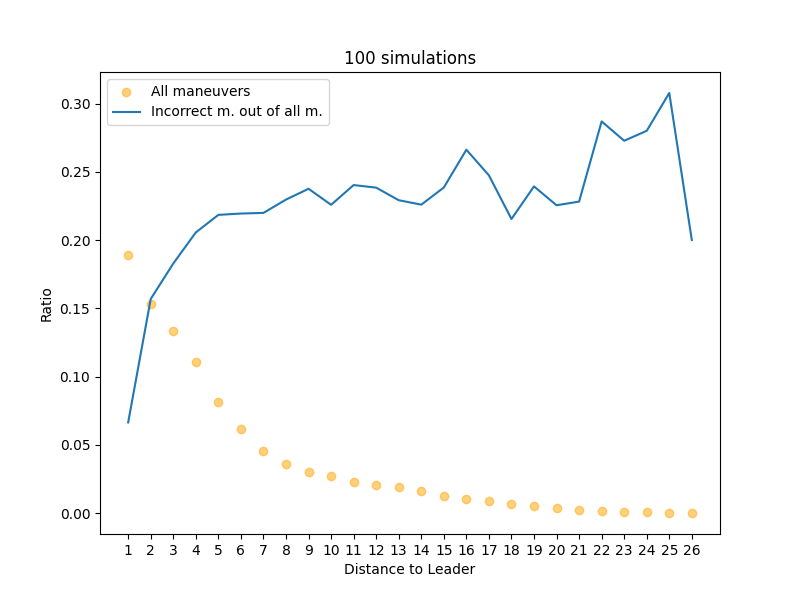 100 simulations
All maneuvers
Incorrect m. out of all m.
Ratio
0.30
0.25
0.20
0.15
0.10
0.05
0.00
1 2 3 4 5 6 7 8 9 10 11 12 13 14 15 16 17 18 19 20 21 22 23 24 25 26
Distance to Leader